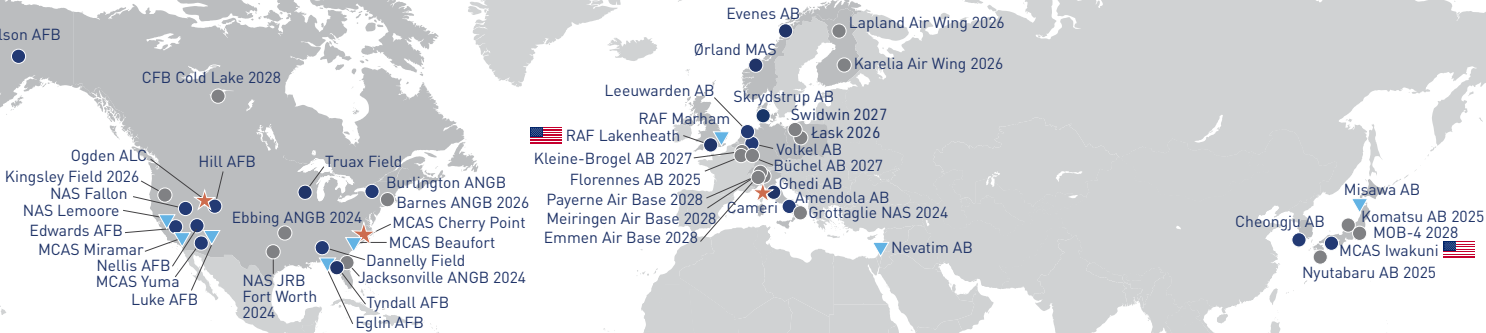 lson AFB
CFB Cold Lake 2028
Ogden ALC
Hill AFB
Truax Field
Kingsley Field 2026
NAS Fallon
NAS Lemoore
Edwards AFB
MCAS Miramar
Nellis AFB
MCAS Yuma
Luke AFB
Burlington ANGB
Barnes ANGB 2026
Ebbing ANGB 2024
MCAS Cherry Point
MCAS Beaufort
Dannelly Field
Jacksonville ANGB 2024
NAS JRB
Fort Worth
2024
Tyndall AFB
Eglin AFB
Evenes AB
Lapland Air Wing 2026
Ørland MAS
Karelia Air Wing 2026
Leeuwarden AB
Skrydstrup AB
RAF Marham
Świdwin 2027
RAF Lakenheath
Łask 2026
Volkel AB
Kleine-Brogel AB 2027
Büchel AB 2027
Florennes AB 2025
Ghedi AB
Payerne Air Base 2028
Amendola AB
Cameri
Meiringen Air Base 2028
Grottaglie NAS 2024
Emmen Air Base 2028
Nevatim AB
Misawa AB
Cheongju AB
Komatsu AB 2025
MOB-4 2028
MCAS Iwakuni
Nyutabaru AB 2025